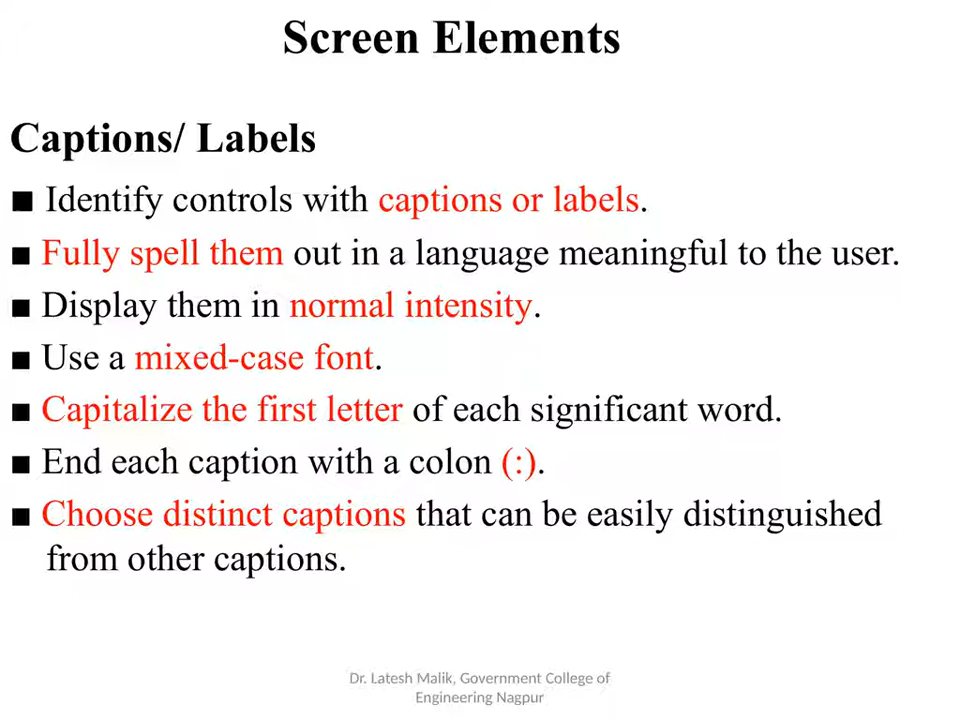 Screen Elements
Captions/ Labels
■ Identify controls with captions or labels.
■ Fully spell them out in a language meaningful to the user.
■ Display them in normal intensity.
■ Use a mixed-case font.
■ Capitalize the first letter of each significant word.
■ End each caption with a colon (:).
■ Choose distinct captions that can be easily distinguished
from other captions.
Dr. Latesh Malik, Government College of
Engineering Nagpur